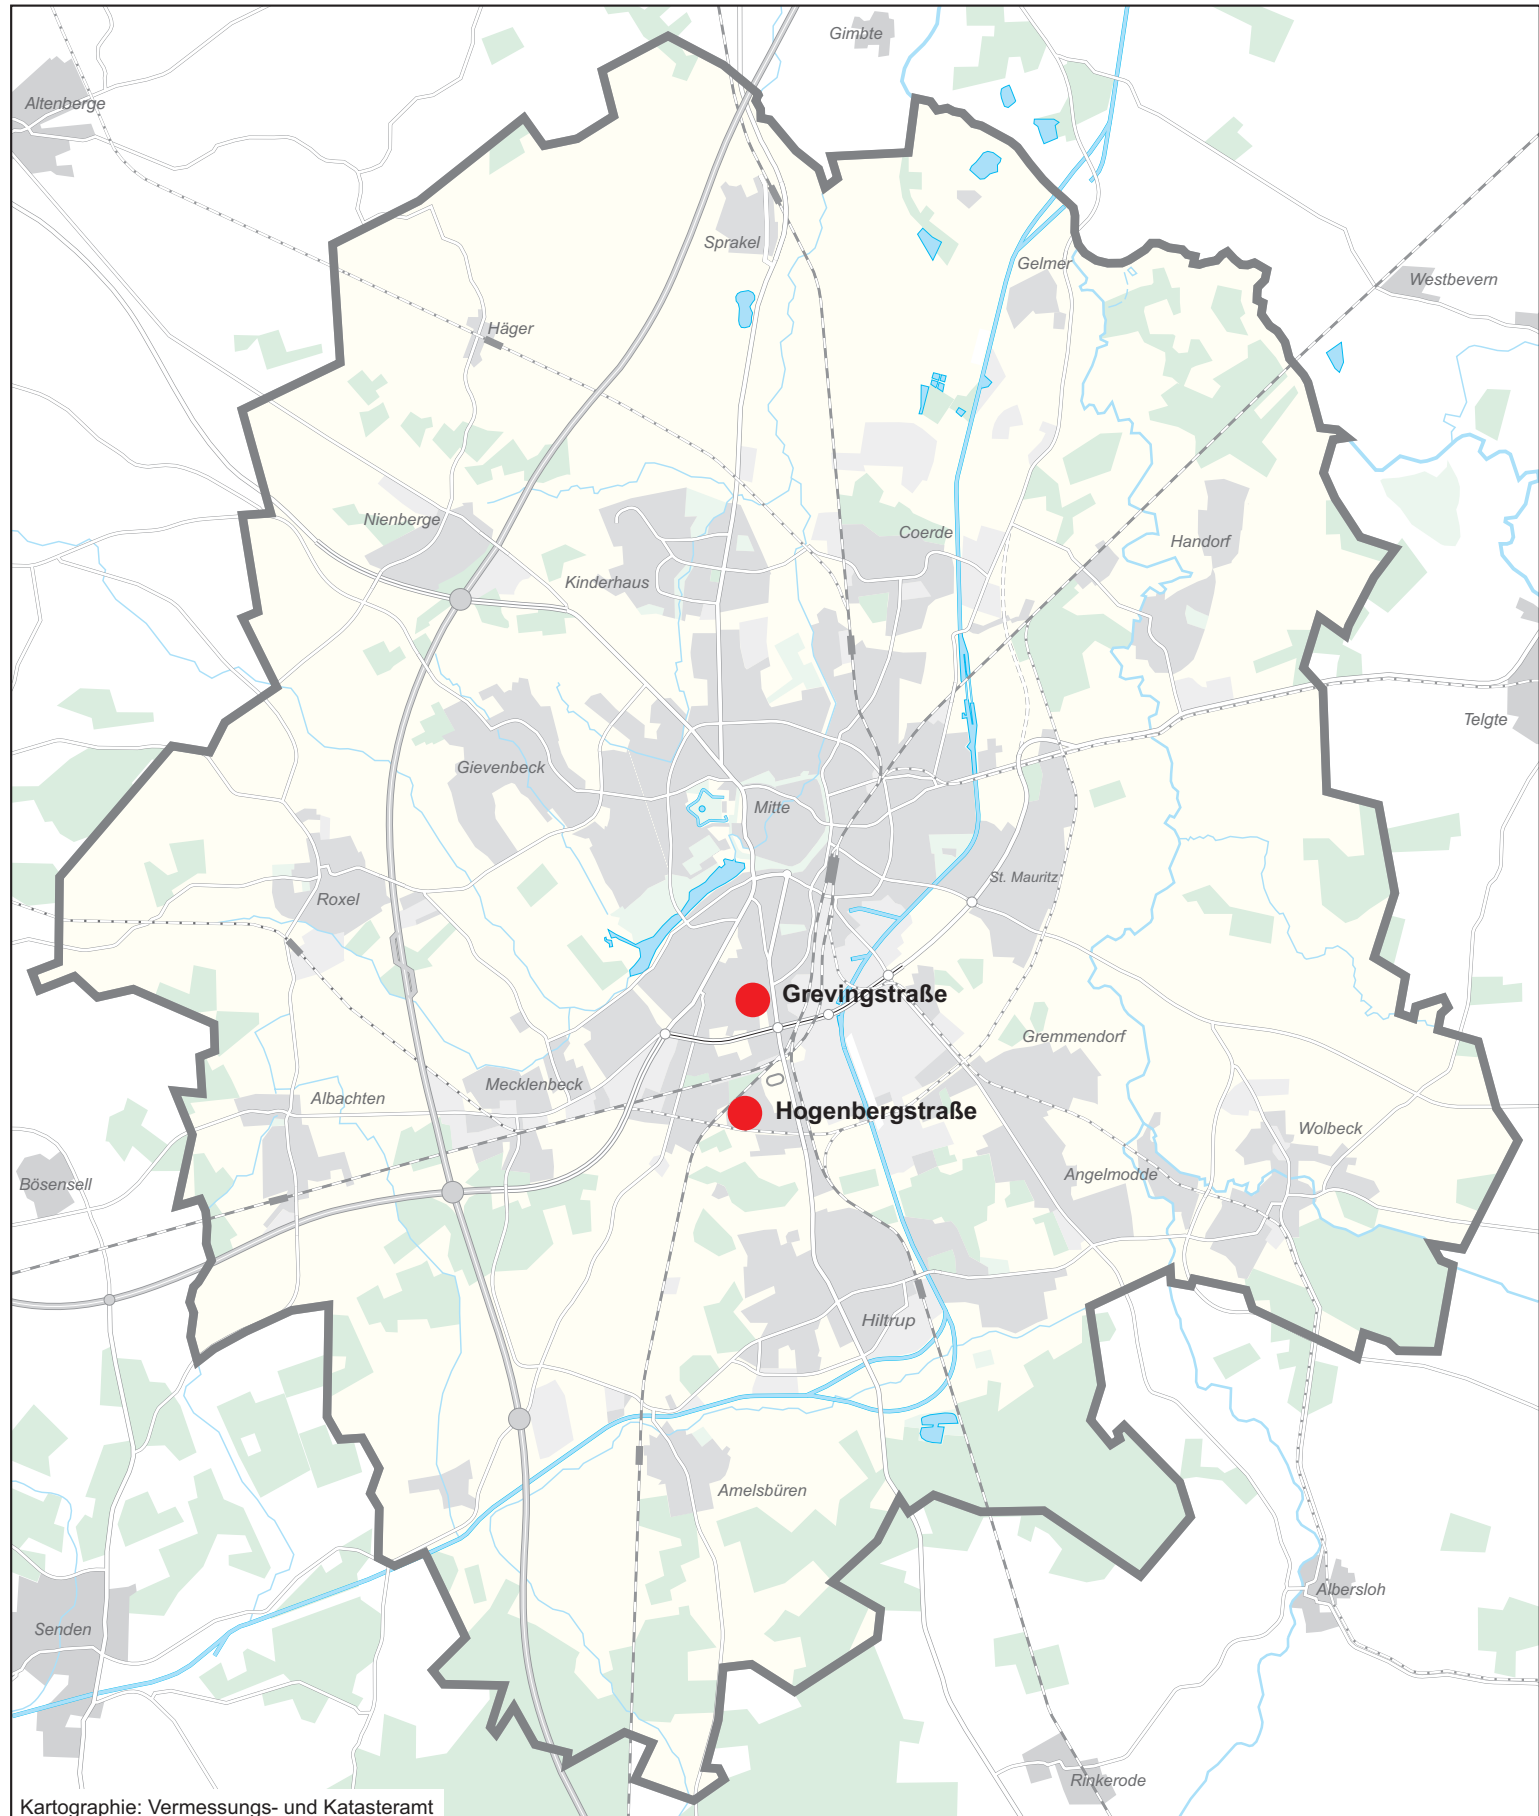 Gimbte
Altenberge
Sprakel
Gelmer
Westbevern
Häger
Nienberge
Coerde
Handorf
Kinderhaus
Telgte
Gievenbeck
Mitte
St. Mauritz
Roxel
Grevingstraße
Gremmendorf
Mecklenbeck
Albachten
Hogenbergstraße
Wolbeck
Angelmodde
Bösensell
Hiltrup
Amelsbüren
Albersloh
Senden
Rinkerode
Kartographie: Vermessungs- und Katasteramt